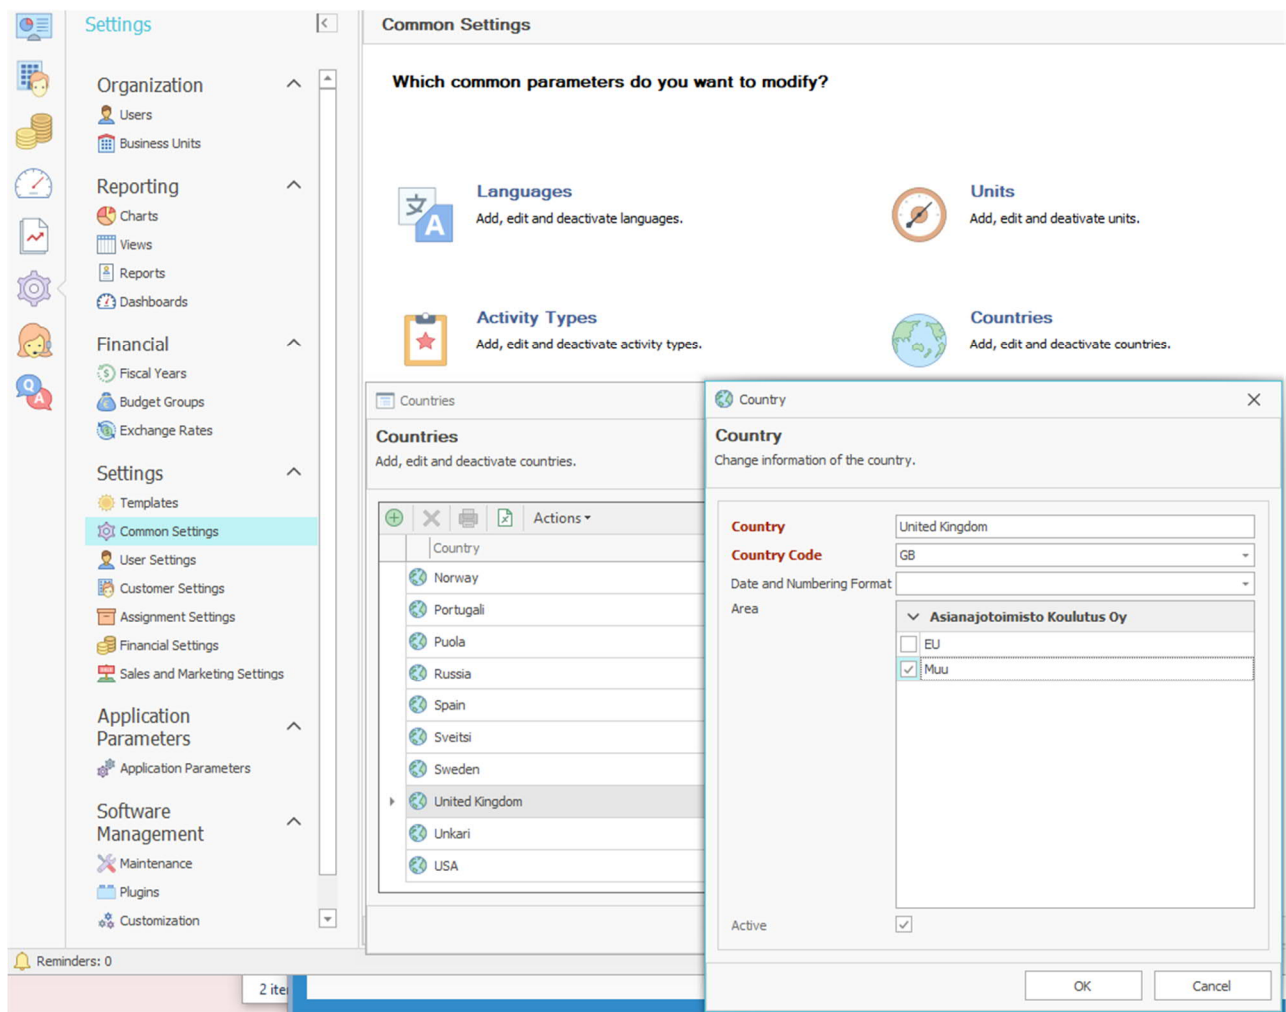 Settings
Organization
Users
Business Units
Reporting
Charts
Views
Reports
Dashboards
Financial
Fiscal Years
Budget Groups
Exchange Rates
Settings
Templates
Common Settings
User Settings
Customer Settings
Assignment Settings
Financial Settings
Sales and Marketing Settings
Application
Parameters
Application Parameters
Software
Management
Maintenance
Plugins
Customization
Reminders: 0
2 ite
Common Settings
Which common parameters do you want to modify?
Languages
Add, edit and deactivate languages.
Units
Add, edit and deativate units.
Activity Types
Add, edit and deactivate activity types.
Countries
Add, edit and deactivate countries.
Countries
Countries
Add, edit and deactivate countries.
Actions
Country
Norway
Portugali
Puola
Russia
Spain
Sveitsi
Sweden
United Kingdom
Unkari
USA
Country
Country
Change information of the country.
Country United Kingdom
Country Code GB
Date and Numbering Format
Area
Asianajotoimisto Koulutus Oy
EU
Muu
Active
OK Cancel